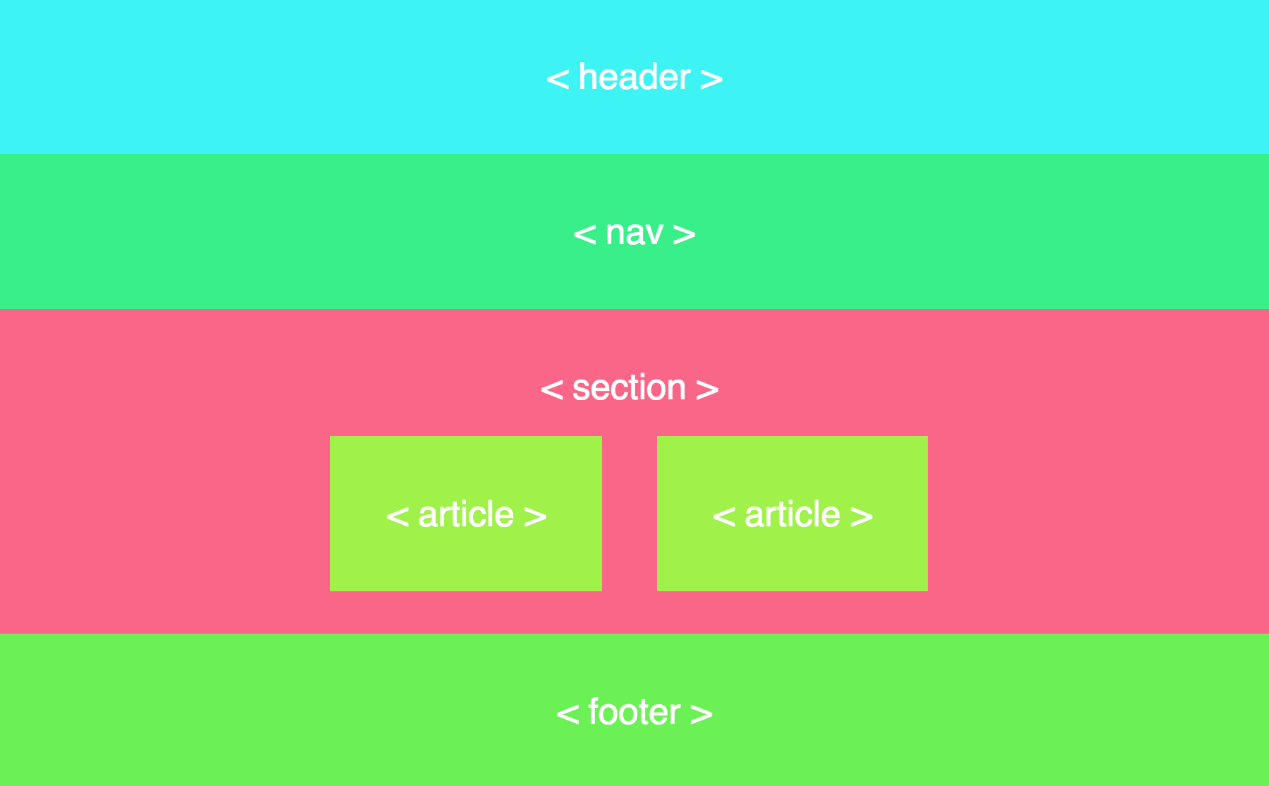 < header >
< nav >
< section >
< article > < article >
< footer >